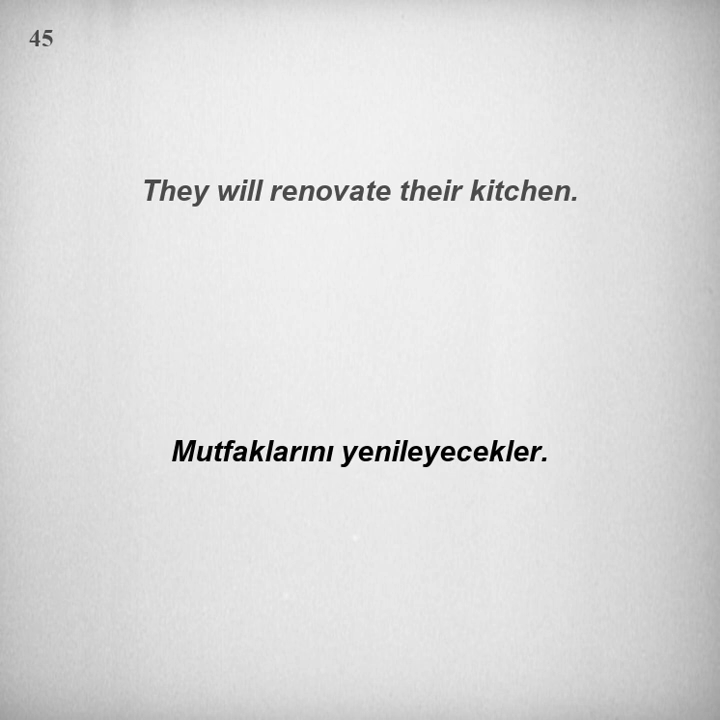 45
They will renovate their kitchen.
Mutfaklarını yenileyecekler.